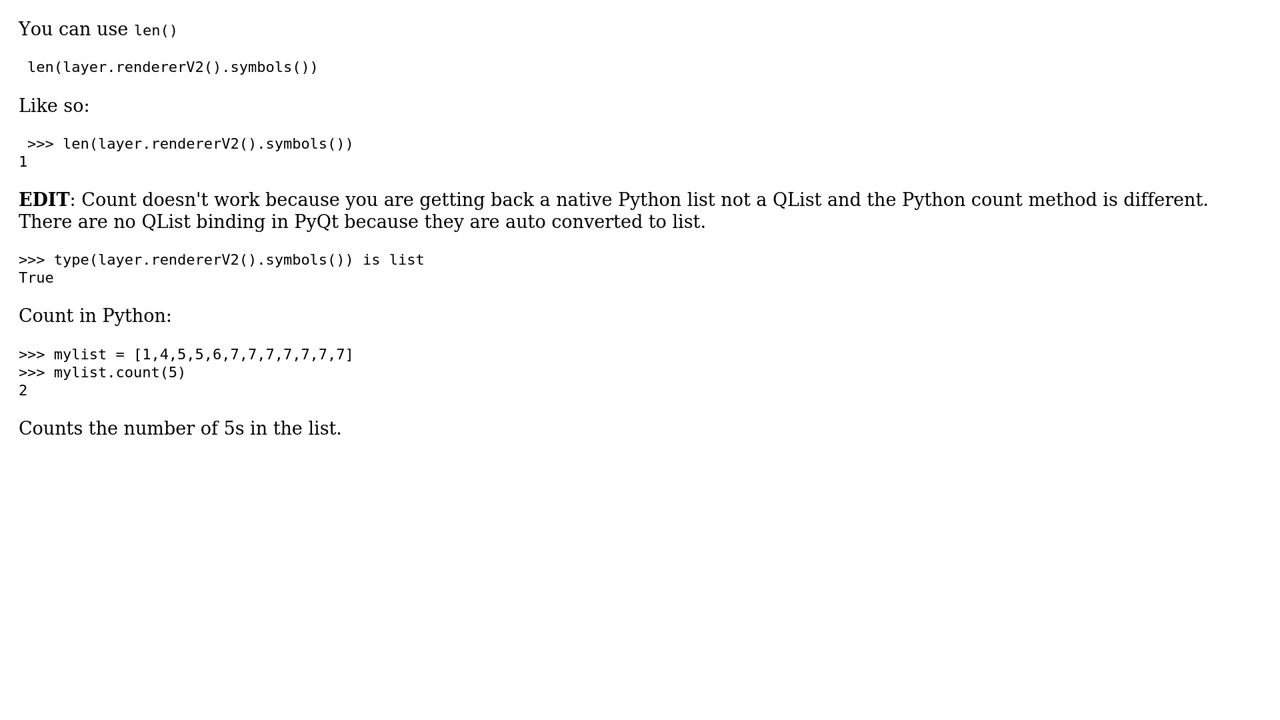 You can use len()
len(layer.rendererV2().symbols())
Like so:
>>> len(layer.rendererV2().symbols())
1
EDIT: Count doesn't work because you are getting back a native Python list not a QList and the Python count method is different.
There are no QList binding in PyQt because they are auto converted to list.
>>> type(layer.rendererV2().symbols()) is list
True
Count in Python:
>>> mylist = [1,4,5,5,6,7,7,7,7,7,7,7]
>>> mylist.count(5)
2
Counts the number of 5s in the list.